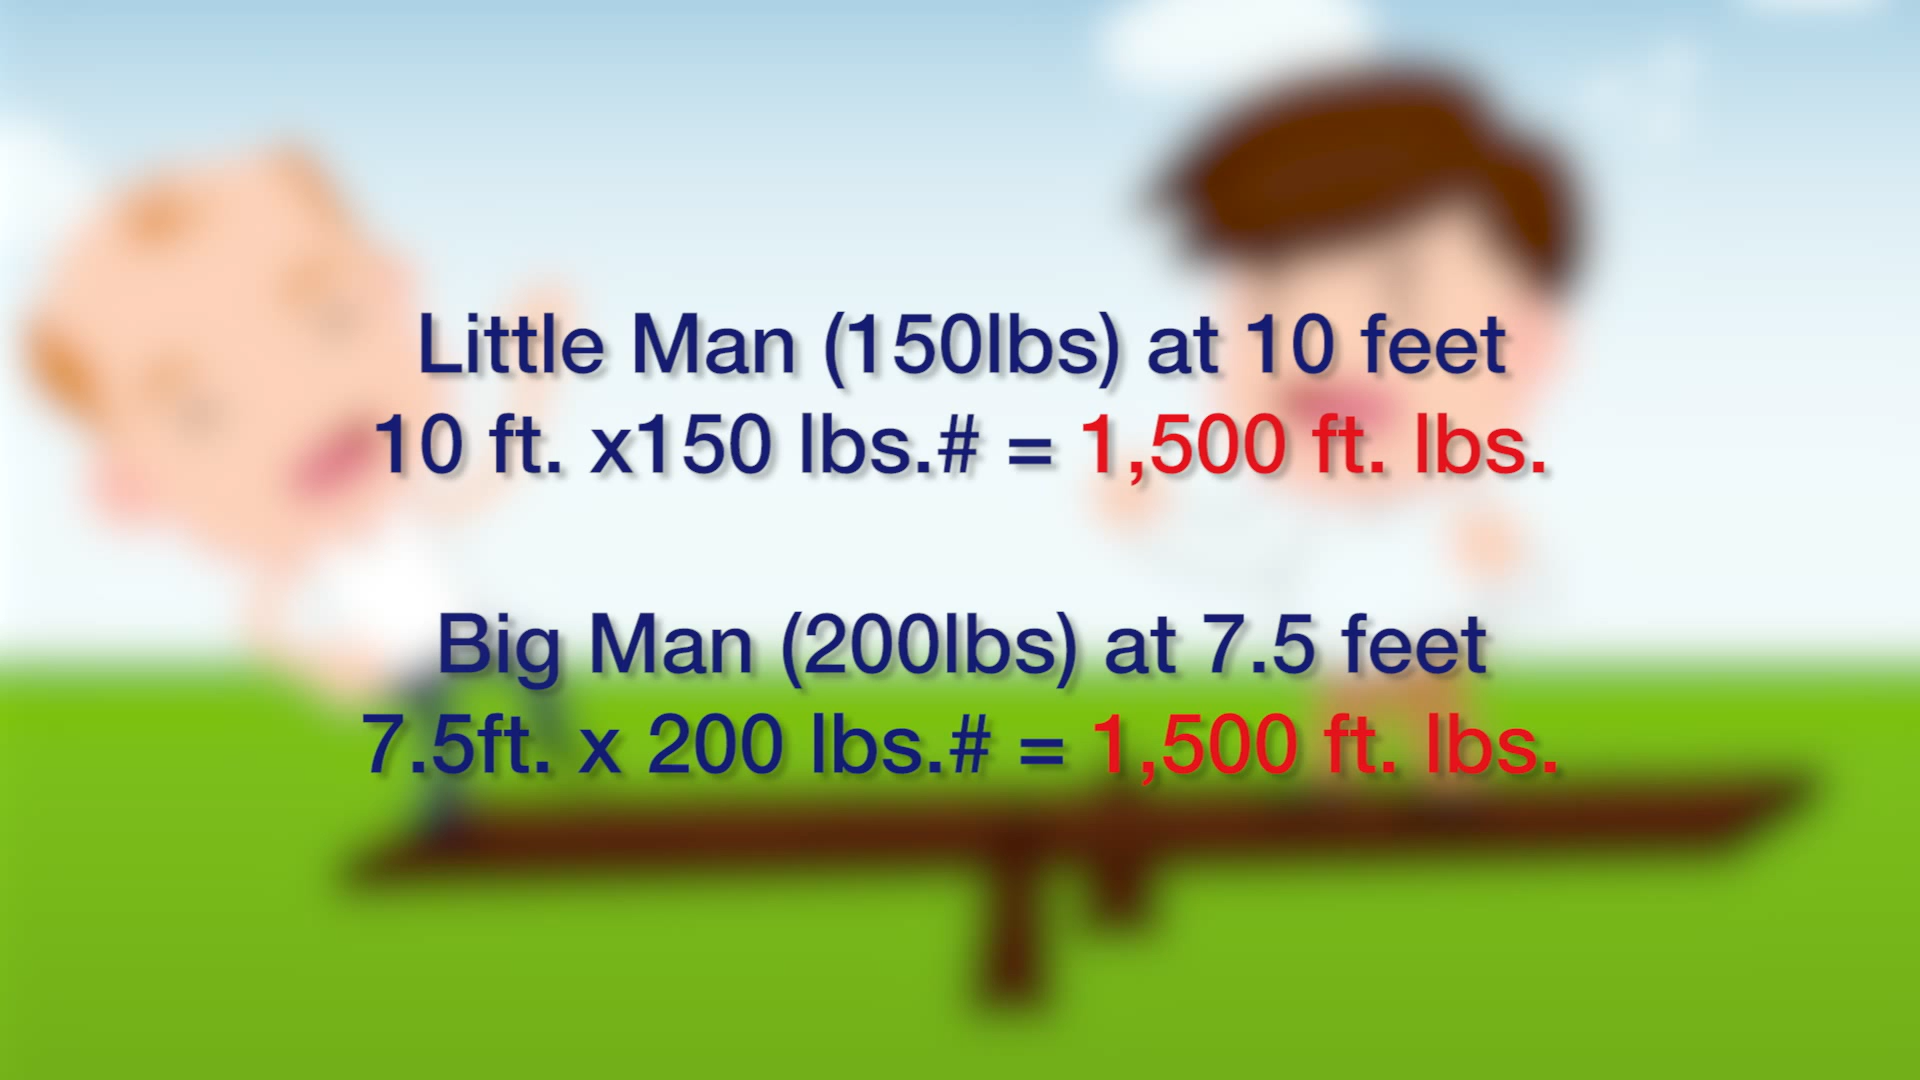 Little Man (150lbs) at 10 feet
10 ft. x150 lbs.# = 1,500 ft. lbs.
Big Man (200lbs) at 7.5 feet
7.5ft. x 200 lbs.# = 1,500 ft. lbs.